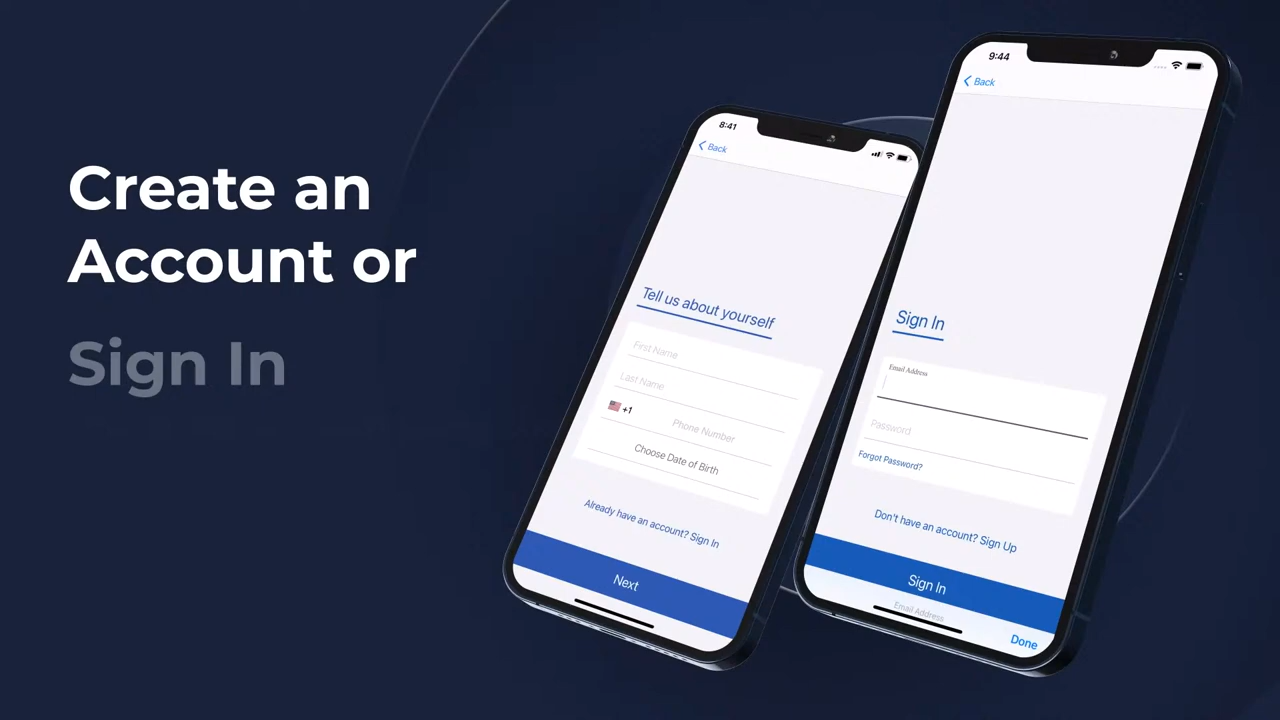 Create an
Account or
Sign In
8:41
Back
Tell us about yourself
First Name
Last Name
+1
Phone Number
Choose Date of Birth
Already have an account? Sign In
Next
9:44
Back
Sign In
Email Address
Password
Forgot Password?
Don't have an account? Sign Up
Sign In
Email Address
Done